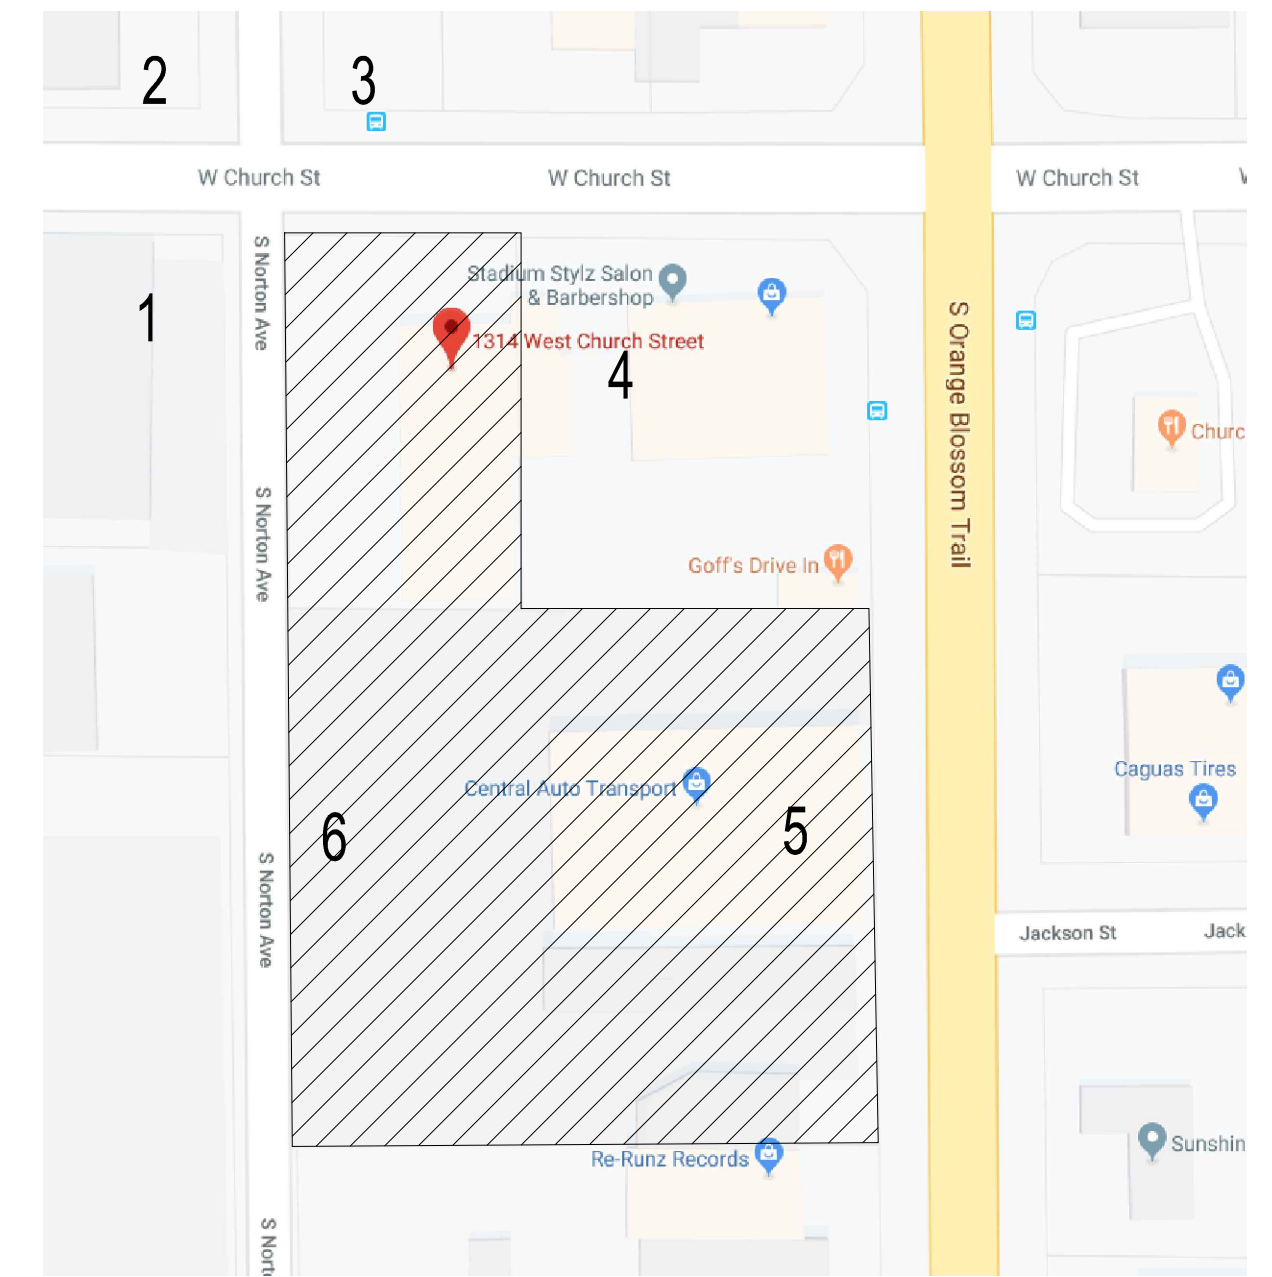 2
3
W Church St
W Church St
W Church St
S Norton Ave
1
Stadium Stylz Salon
& Barbershop
1314 West Church Street
4
S Orange Blossom Trail
Churc
S Norton Ave
Goff's Drive In
Central Auto Transport
Caguas Tires
6
5
S Norton Ave
Jackson St
Jack
Re-Runz Records
Sunshin
S Nort